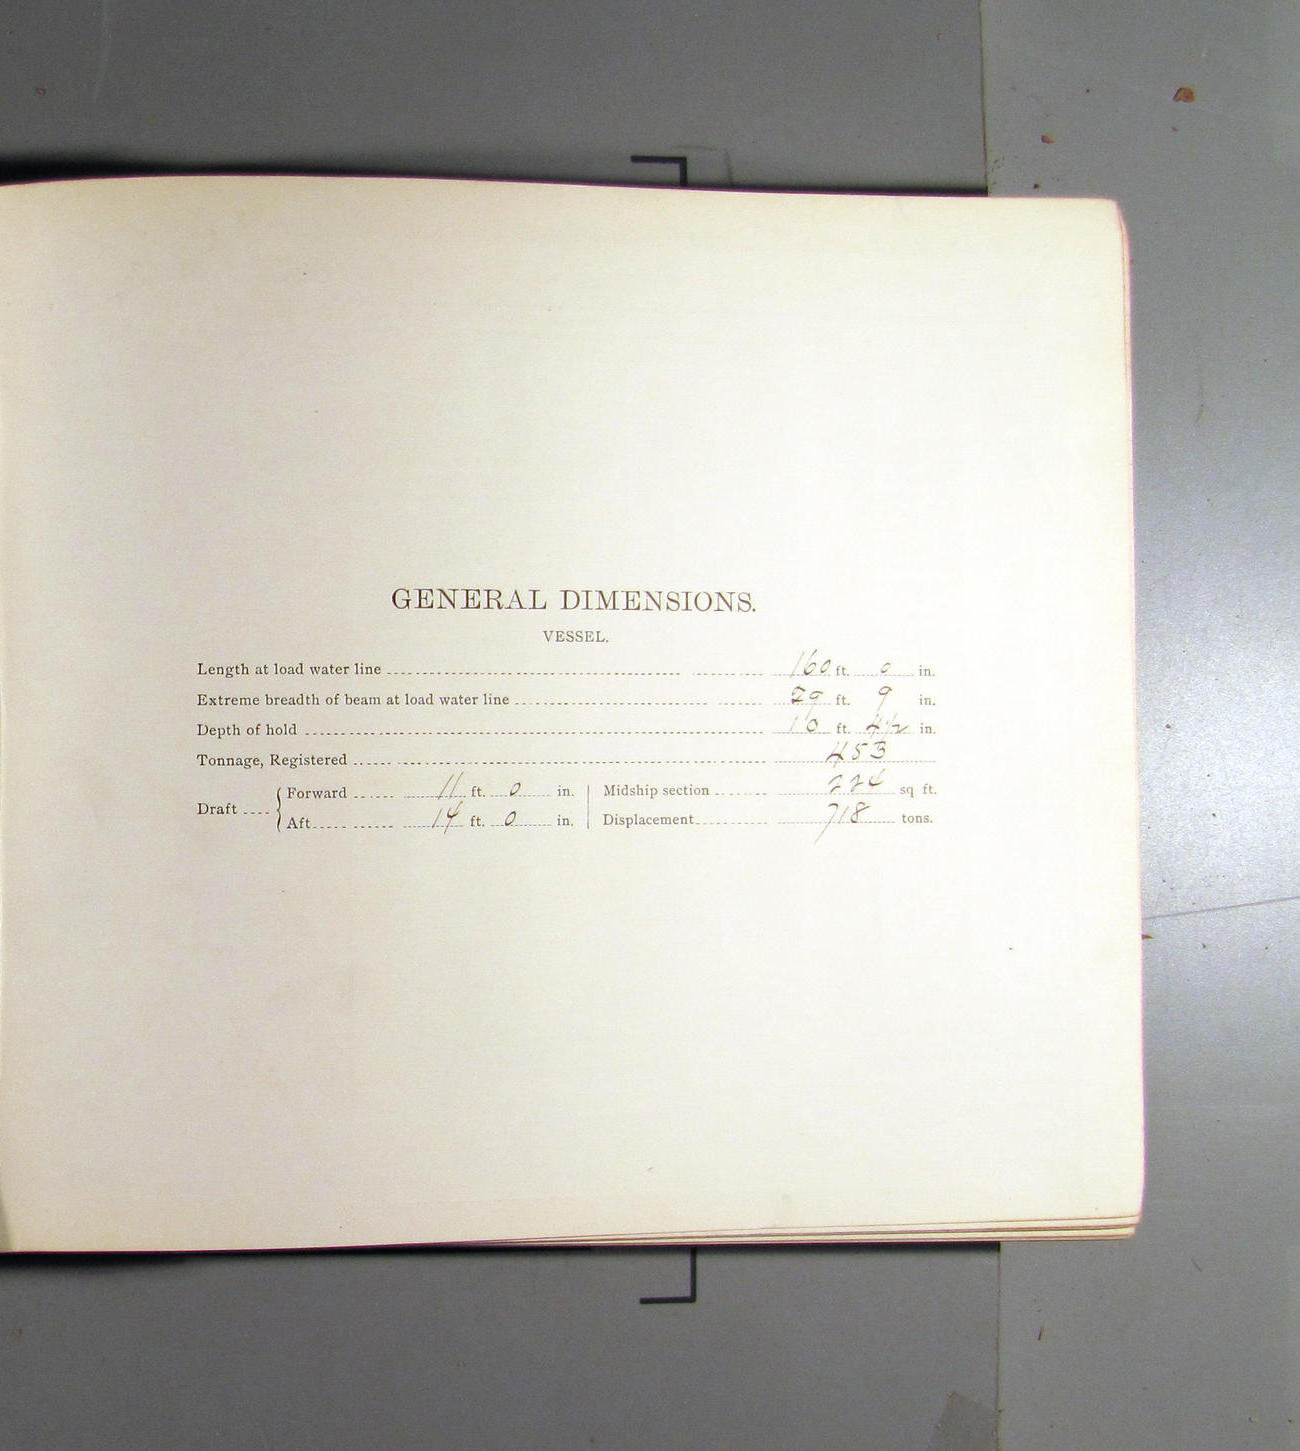 GENERAL DIMENSIONS.
VESSEL.
Length at load water line 160 ft. 0 in.
Extreme breadth of beam at load water line 29 ft. 9 in.
Depth of hold 10 ft. 4½ in.
Tonnage, Registered 453
Draft Forward 11 ft. 0 in. Midship section 224 sq ft.
Aft 14 ft. 0 in. Displacement 718 tons.